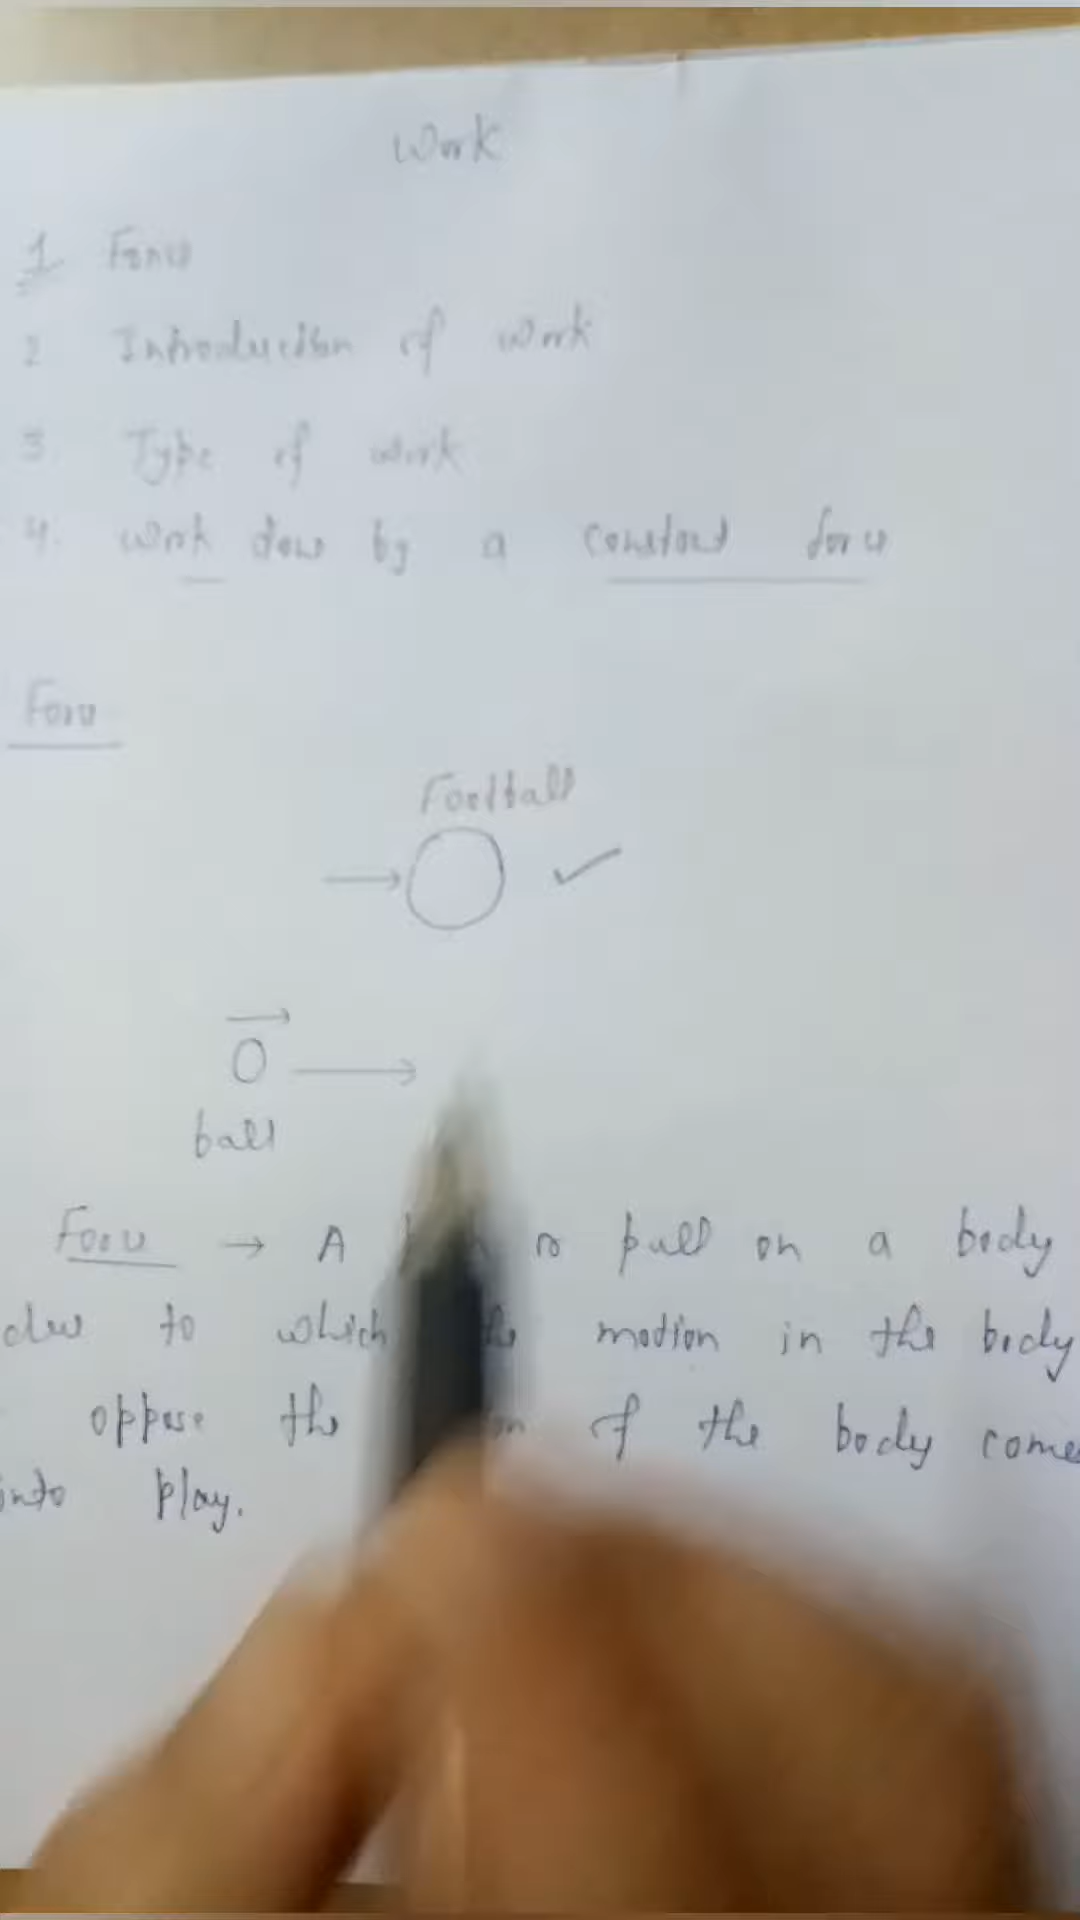 Work
1 Force
2 Introduction of work
3. Type of work
4. work done by a constant force
Force
Football
ball
Force → A or pull on a body
due to which the motion in the body
oppose the of the body comes
into play.